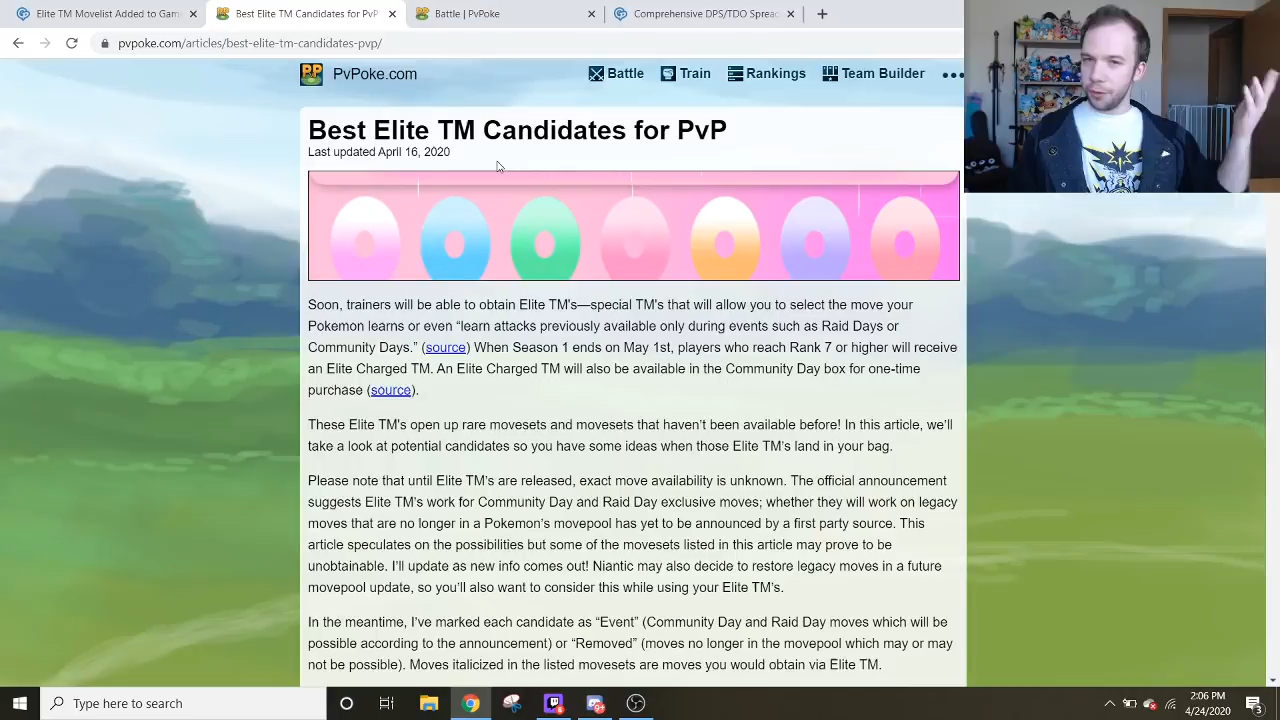 Elite TM Movelist Added to Gam
Best Elite TM Candidates for PvP
Battle | PvPoke
Comprehensive DPS/TDO Sprea
pvpoke.com/articles/best-elite-tm-candidates-pvp/
PvPoke.com
Battle
Train
Rankings
Team Builder
Best Elite TM Candidates for PvP
Last updated April 16, 2020
Soon, trainers will be able to obtain Elite TM's—special TM's that will allow you to select the move your
Pokemon learns or even “learn attacks previously available only during events such as Raid Days or
Community Days.” (source) When Season 1 ends on May 1st, players who reach Rank 7 or higher will receive
an Elite Charged TM. An Elite Charged TM will also be available in the Community Day box for one-time
purchase (source).
These Elite TM's open up rare movesets and movesets that haven’t been available before! In this article, we’ll
take a look at potential candidates so you have some ideas when those Elite TM’s land in your bag.
Please note that until Elite TM’s are released, exact move availability is unknown. The official announcement
suggests Elite TM's work for Community Day and Raid Day exclusive moves; whether they will work on legacy
moves that are no longer in a Pokemon’s movepool has yet to be announced by a first party source. This
article speculates on the possibilities but some of the movesets listed in this article may prove to be
unobtainable. I’ll update as new info comes out! Niantic may also decide to restore legacy moves in a future
movepool update, so you’ll also want to consider this while using your Elite TM’s.
In the meantime, I’ve marked each candidate as “Event” (Community Day and Raid Day moves which will be
possible according to the announcement) or “Removed” (moves no longer in the movepool which may or may
not be possible). Moves italicized in the listed movesets are moves you would obtain via Elite TM.
Type here to search
2:06 PM
4/24/2020
3